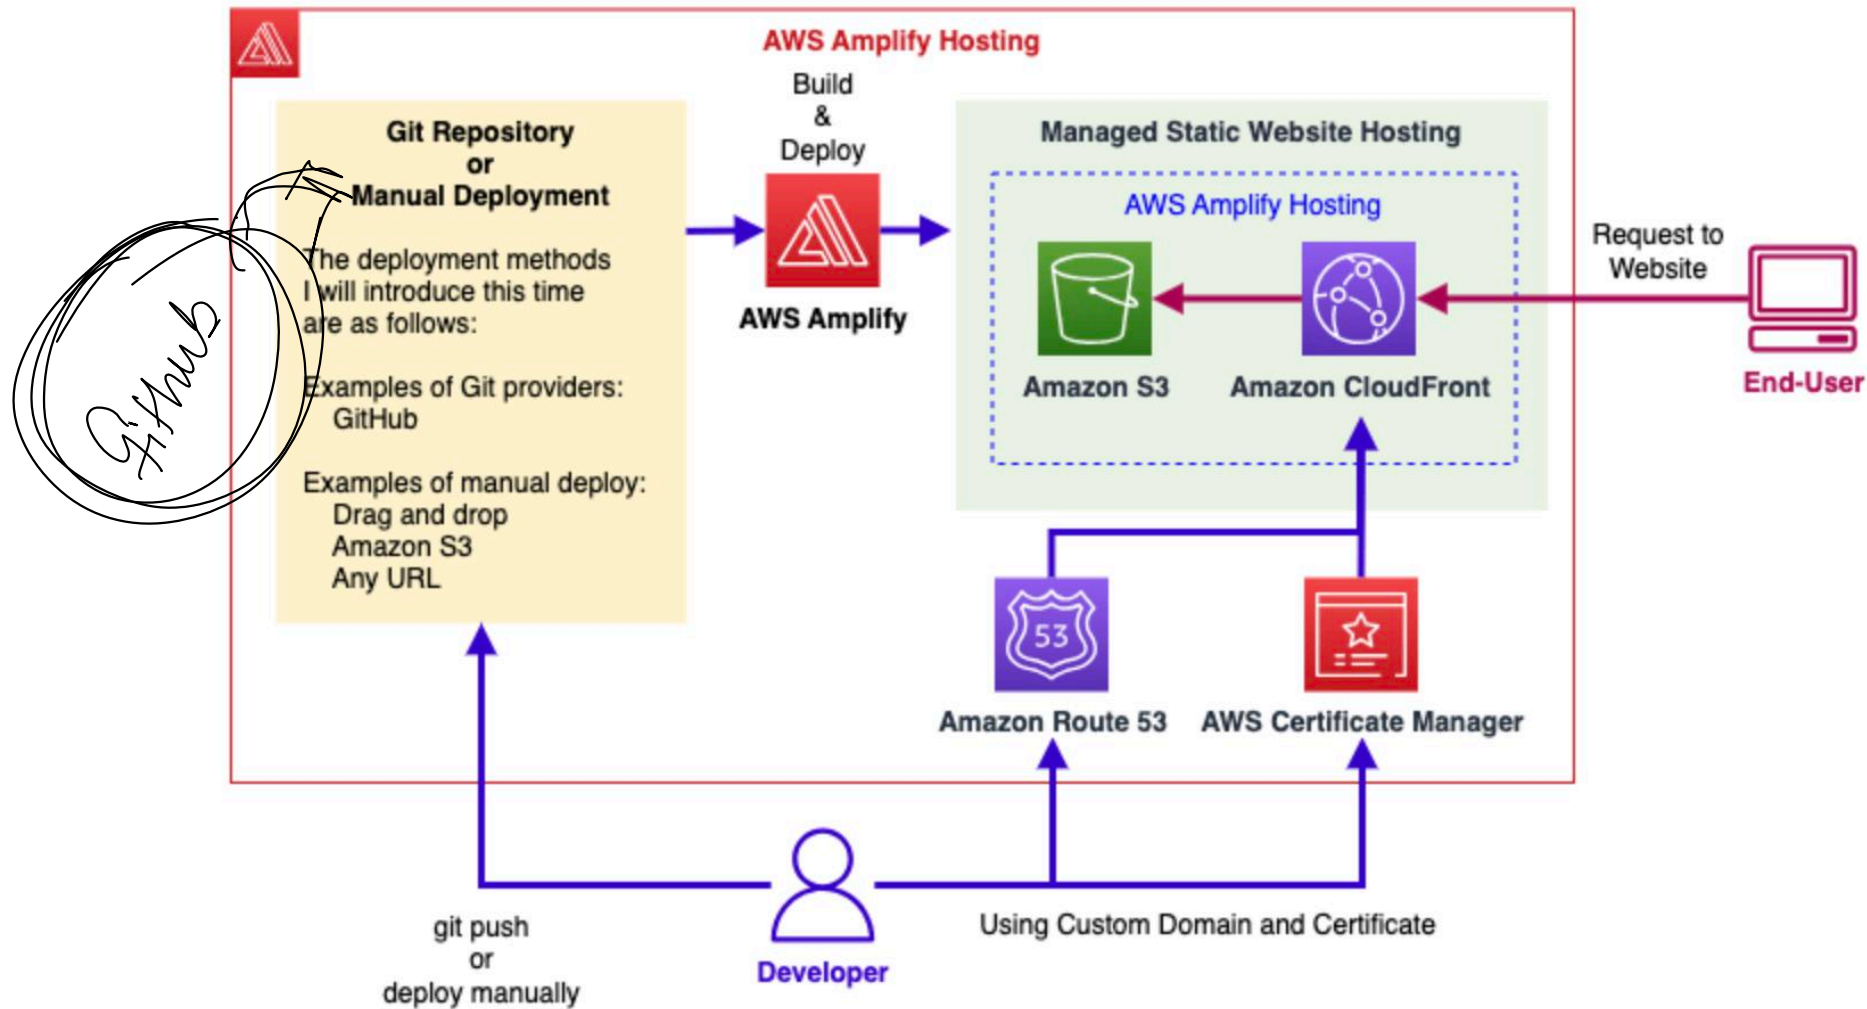 AWS Amplify Hosting
Build
&
Deploy
Git Repository
or
Manual Deployment
The deployment methods
I will introduce this time
are as follows:
Examples of Git providers:
GitHub
Examples of manual deploy:
Drag and drop
Amazon S3
Any URL
GitHub
AWS Amplify
Managed Static Website Hosting
AWS Amplify Hosting
Amazon S3
Amazon CloudFront
Request to
Website
End-User
53
Amazon Route 53
AWS Certificate Manager
git push
or
deploy manually
Developer
Using Custom Domain and Certificate